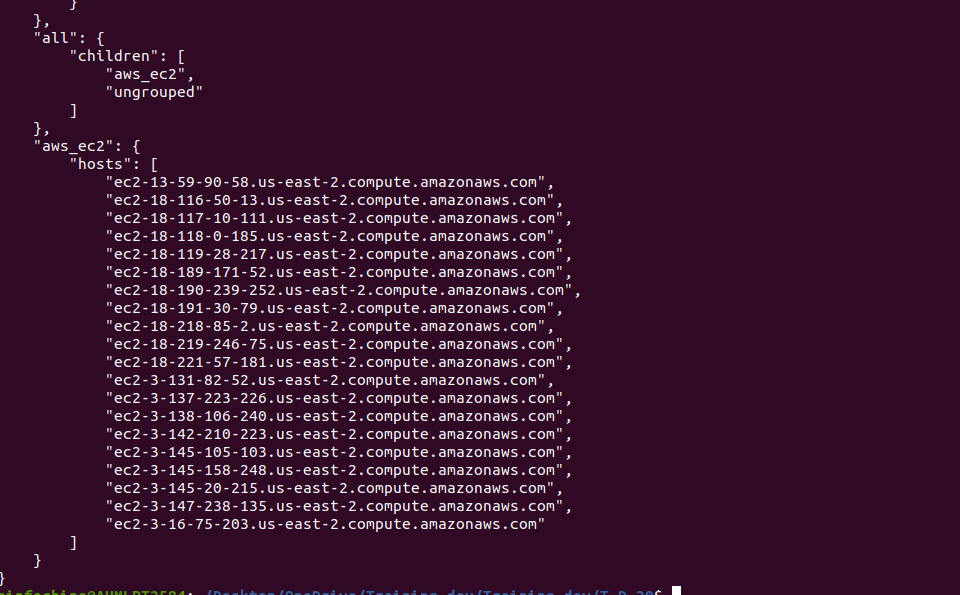 }
    },
    "all": {
        "children": [
            "aws_ec2",
            "ungrouped"
        ]
    },
    "aws_ec2": {
        "hosts": [
            "ec2-13-59-90-58.us-east-2.compute.amazonaws.com",
            "ec2-18-116-50-13.us-east-2.compute.amazonaws.com",
            "ec2-18-117-10-111.us-east-2.compute.amazonaws.com",
            "ec2-18-118-0-185.us-east-2.compute.amazonaws.com",
            "ec2-18-119-28-217.us-east-2.compute.amazonaws.com",
            "ec2-18-189-171-52.us-east-2.compute.amazonaws.com",
            "ec2-18-190-239-252.us-east-2.compute.amazonaws.com",
            "ec2-18-191-30-79.us-east-2.compute.amazonaws.com",
            "ec2-18-218-85-2.us-east-2.compute.amazonaws.com",
            "ec2-18-219-246-75.us-east-2.compute.amazonaws.com",
            "ec2-18-221-57-181.us-east-2.compute.amazonaws.com",
            "ec2-3-131-82-52.us-east-2.compute.amazonaws.com",
            "ec2-3-137-223-226.us-east-2.compute.amazonaws.com",
            "ec2-3-138-106-240.us-east-2.compute.amazonaws.com",
            "ec2-3-142-210-223.us-east-2.compute.amazonaws.com",
            "ec2-3-145-105-103.us-east-2.compute.amazonaws.com",
            "ec2-3-145-158-248.us-east-2.compute.amazonaws.com",
            "ec2-3-145-20-215.us-east-2.compute.amazonaws.com",
            "ec2-3-147-238-135.us-east-2.compute.amazonaws.com",
            "ec2-3-16-75-203.us-east-2.compute.amazonaws.com"
        ]
    }
}